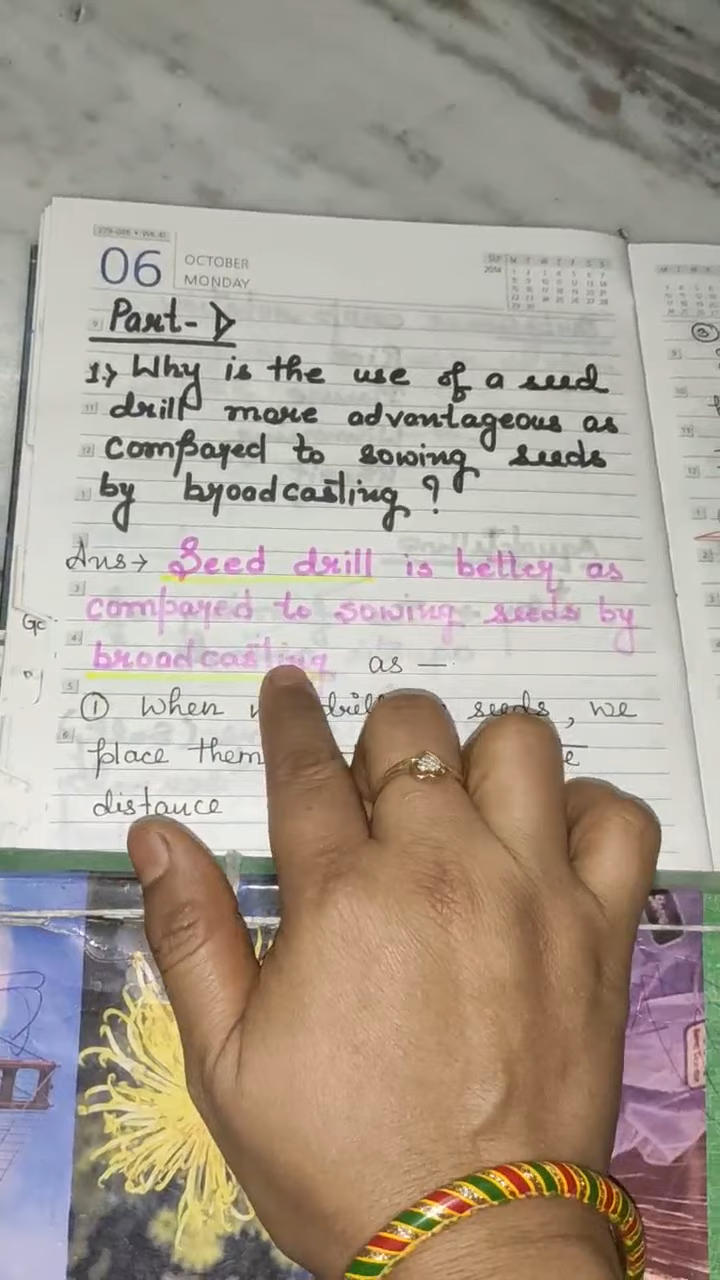 06
OCTOBER
MONDAY
Part- D
1.> Why is the use of a seed
drill more advantageous as
compared to sowing seeds
by broadcasting ?
Ans→ Seed drill is better as
compared to sowing seeds by
broadcasting as —
① When seeds, we
place them
distance